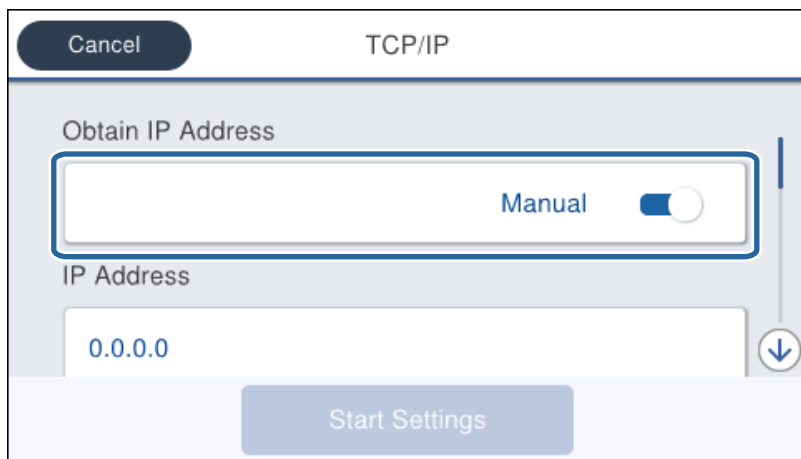 Cancel TCP/IP
Obtain IP Address
Manual
IP Address
0.0.0.0
Start Settings